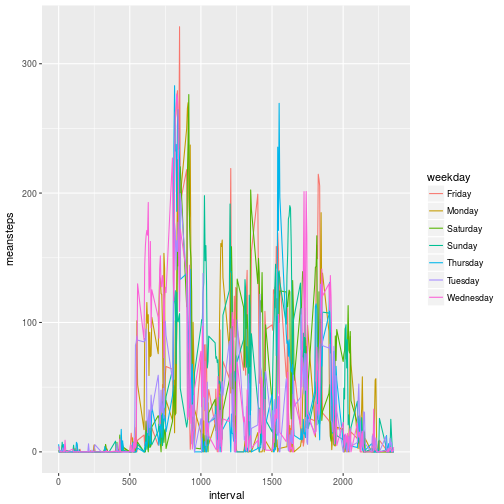 300
200
100
0
meansteps
0
500
1000
1500
2000
interval
weekday
Friday
Monday
Saturday
Sunday
Thursday
Tuesday
Wednesday